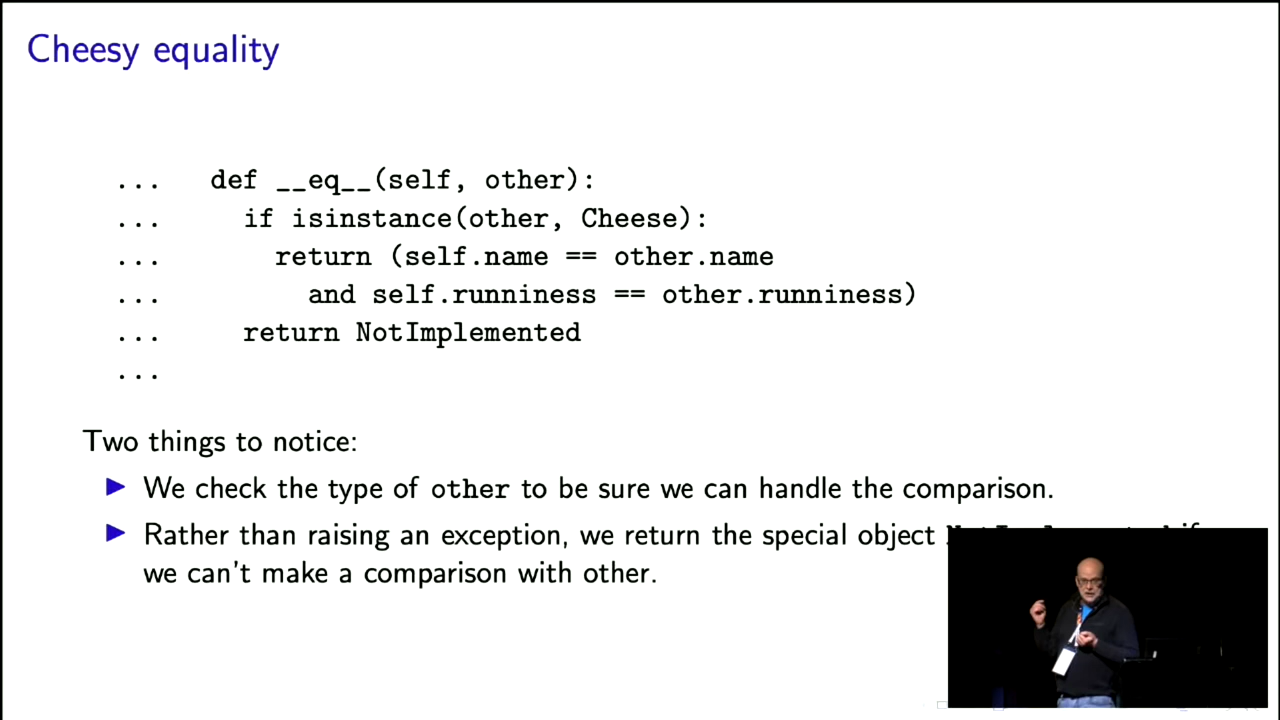 Cheesy equality
... def __eq__(self, other):
... if isinstance(other, Cheese):
... return (self.name == other.name
... and self.runniness == other.runniness)
... return NotImplemented
...
Two things to notice:
We check the type of other to be sure we can handle the comparison.
Rather than raising an exception, we return the special object if
we can't make a comparison with other.